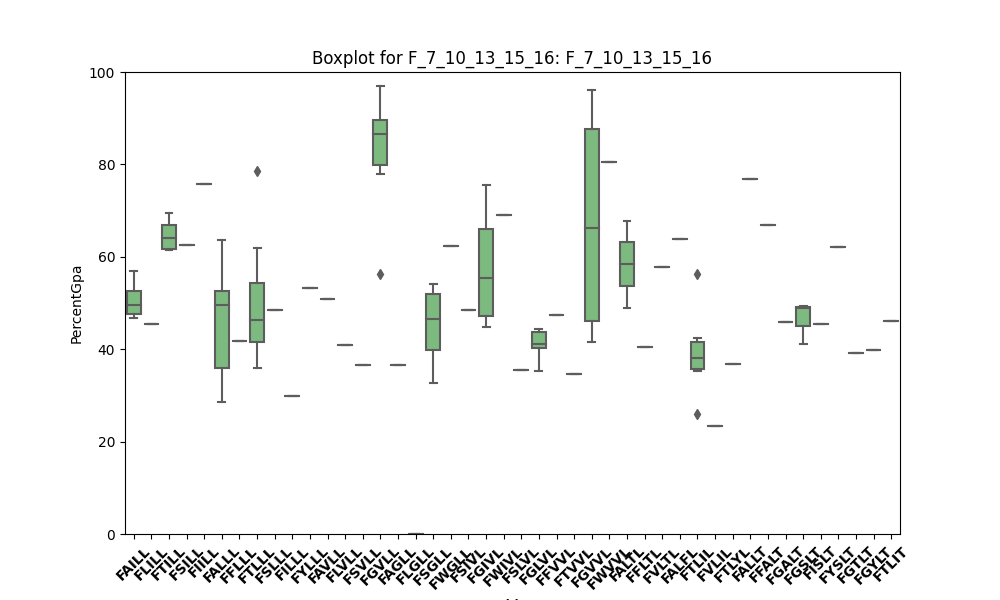 Boxplot for F_7_10_13_15_16: F_7_10_13_15_16
100
80
60
40
20
0
PercentGpa
FAILL FLILL FTILL FSILL FIILL FALLL FFLLL FTLLL FSLLL FILLL FYLLL FAVLL FLVLL FSVLL FGVLL FAGLL FLGLL FSGLL FWGLL FSIVL FGIVL FWIVL FSLVL FGLVL FFVVL FTVVL FGVVL FWVVL FALTL FFLTL FVLTL FALFL FTLIL FVLIL FTLYL FALLT FFALT FGALT FGSLT FISLT FYSLT FGTLT FGYLT FTLIT